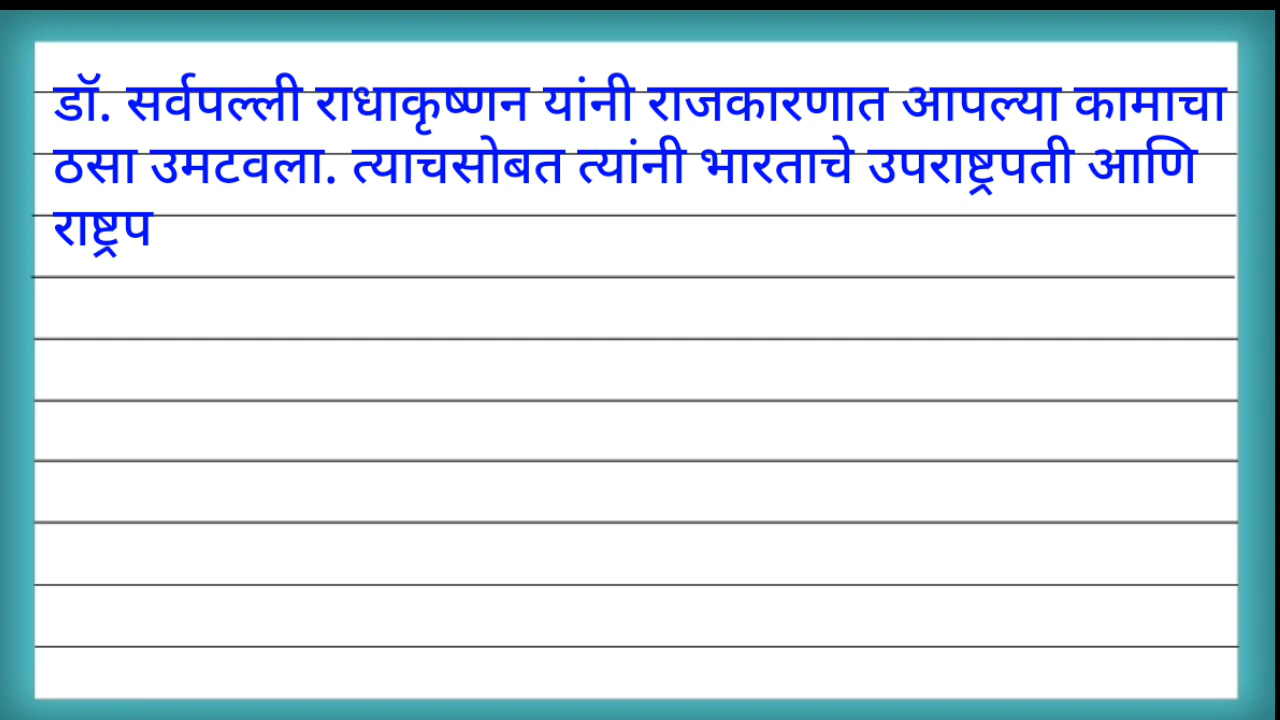 डॉ. सर्वपल्ली राधाकृष्णन यांनी राजकारणात आपल्या कामाचा
ठसा उमटवला. त्याचसोबत त्यांनी भारताचे उपराष्ट्रपती आणि
राष्ट्रप